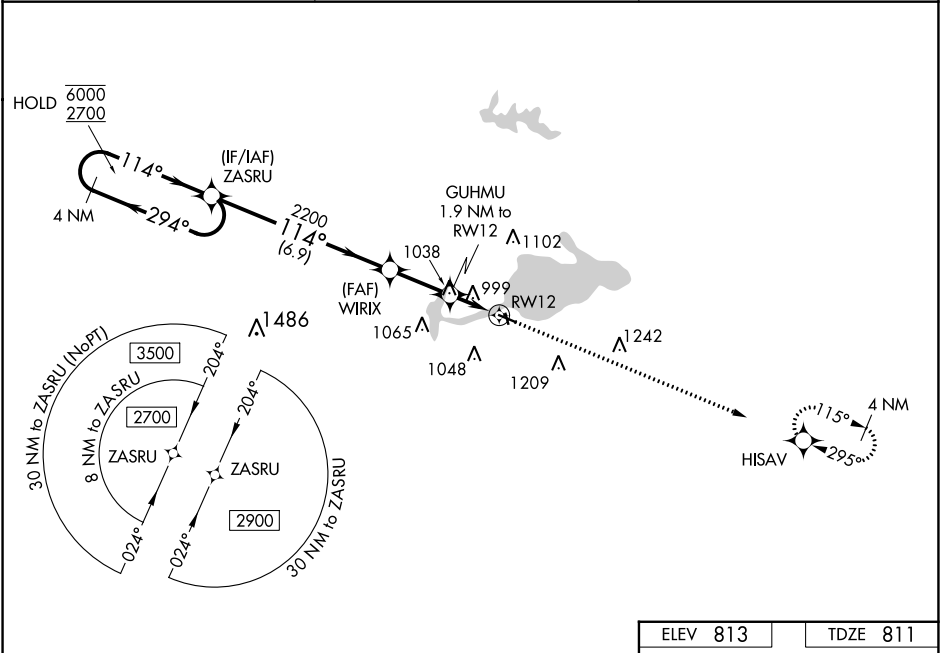 HOLD 6000
2700
114°
294°
4 NM
(IF/IAF)
ZASRU
2200
114°
(6.9)
(FAF)
WIRIX
GUHMU
1.9 NM to
RW12
1038
1102
999
RW12
1065
1048
1209
1242
1486
HISAV
115°
295°
4 NM
30 NM to ZASRU (NoPT)
3500
8 NM to ZASRU
2700
204°
ZASRU
024°
204°
ZASRU
2900
024°
30 NM to ZASRU
ELEV 813
TDZE 811